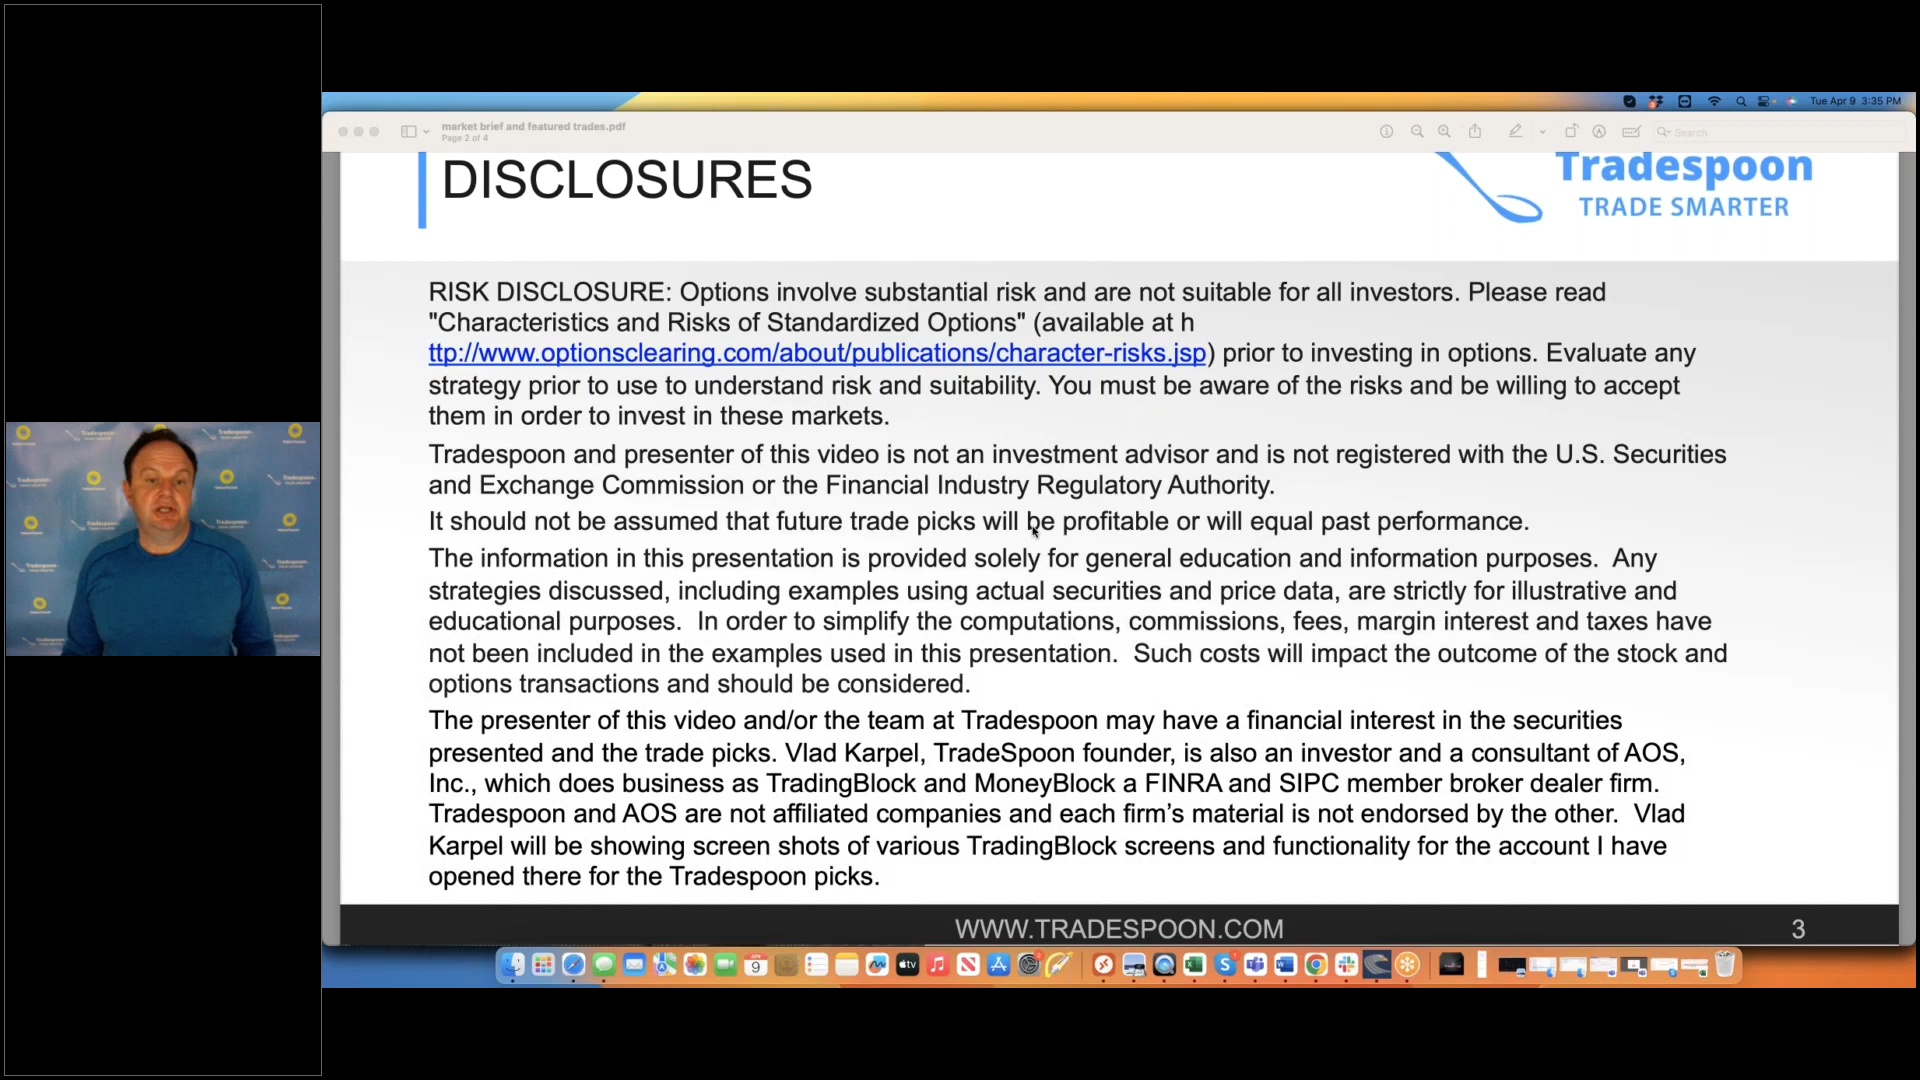 Tue Apr 9 3:35 PM
market brief and featured trades.pdf
Page 2 of 4
Search
DISCLOSURES
Tradespoon
TRADE SMARTER
RISK DISCLOSURE: Options involve substantial risk and are not suitable for all investors. Please read
"Characteristics and Risks of Standardized Options" (available at h
ttp://www.optionsclearing.com/about/publications/character-risks.jsp) prior to investing in options. Evaluate any
strategy prior to use to understand risk and suitability. You must be aware of the risks and be willing to accept
them in order to invest in these markets.
Tradespoon and presenter of this video is not an investment advisor and is not registered with the U.S. Securities
and Exchange Commission or the Financial Industry Regulatory Authority.
It should not be assumed that future trade picks will be profitable or will equal past performance.
The information in this presentation is provided solely for general education and information purposes.  Any
strategies discussed, including examples using actual securities and price data, are strictly for illustrative and
educational purposes.  In order to simplify the computations, commissions, fees, margin interest and taxes have
not been included in the examples used in this presentation.  Such costs will impact the outcome of the stock and
options transactions and should be considered.
The presenter of this video and/or the team at Tradespoon may have a financial interest in the securities
presented and the trade picks. Vlad Karpel, TradeSpoon founder, is also an investor and a consultant of AOS,
Inc., which does business as TradingBlock and MoneyBlock a FINRA and SIPC member broker dealer firm.
Tradespoon and AOS are not affiliated companies and each firm’s material is not endorsed by the other.  Vlad
Karpel will be showing screen shots of various TradingBlock screens and functionality for the account I have
opened there for the Tradespoon picks.
WWW.TRADESPOON.COM
3